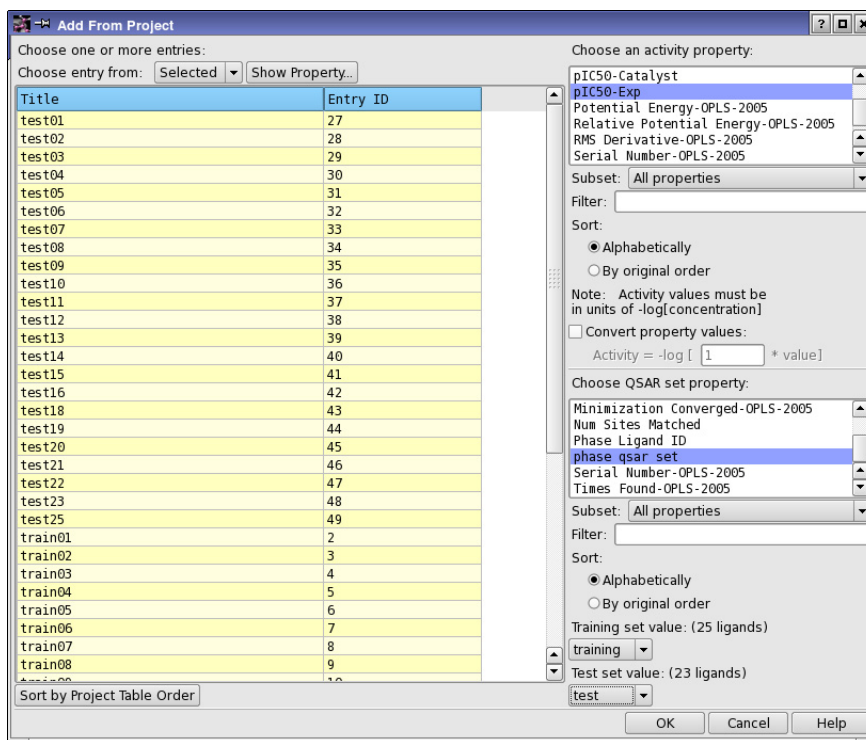 Add From Project
Choose one or more entries:
Choose entry from: Selected Show Property...
Title Entry ID
test01 27
test02 28
test03 29
test04 30
test05 31
test06 32
test07 33
test08 34
test09 35
test10 36
test11 37
test12 38
test13 39
test14 40
test15 41
test16 42
test18 43
test19 44
test20 45
test21 46
test22 47
test23 48
test25 49
train01 2
train02 3
train03 4
train04 5
train05 6
train06 7
train07 8
train08 9
Sort by Project Table Order
Choose an activity property:
pIC50-Catalyst
pIC50-Exp
Potential Energy-OPLS-2005
Relative Potential Energy-OPLS-2005
RMS Derivative-OPLS-2005
Serial Number-OPLS-2005
Subset: All properties
Filter:
Sort:
Alphabetically
By original order
Note: Activity values must be
in units of -log[concentration]
Convert property values:
Activity = -log [ 1 * value]
Choose QSAR set property:
Minimization Converged-OPLS-2005
Num Sites Matched
Phase Ligand ID
phase qsar set
Serial Number-OPLS-2005
Times Found-OPLS-2005
Subset: All properties
Filter:
Sort:
Alphabetically
By original order
Training set value: (25 ligands)
training
Test set value: (23 ligands)
test
OK Cancel Help